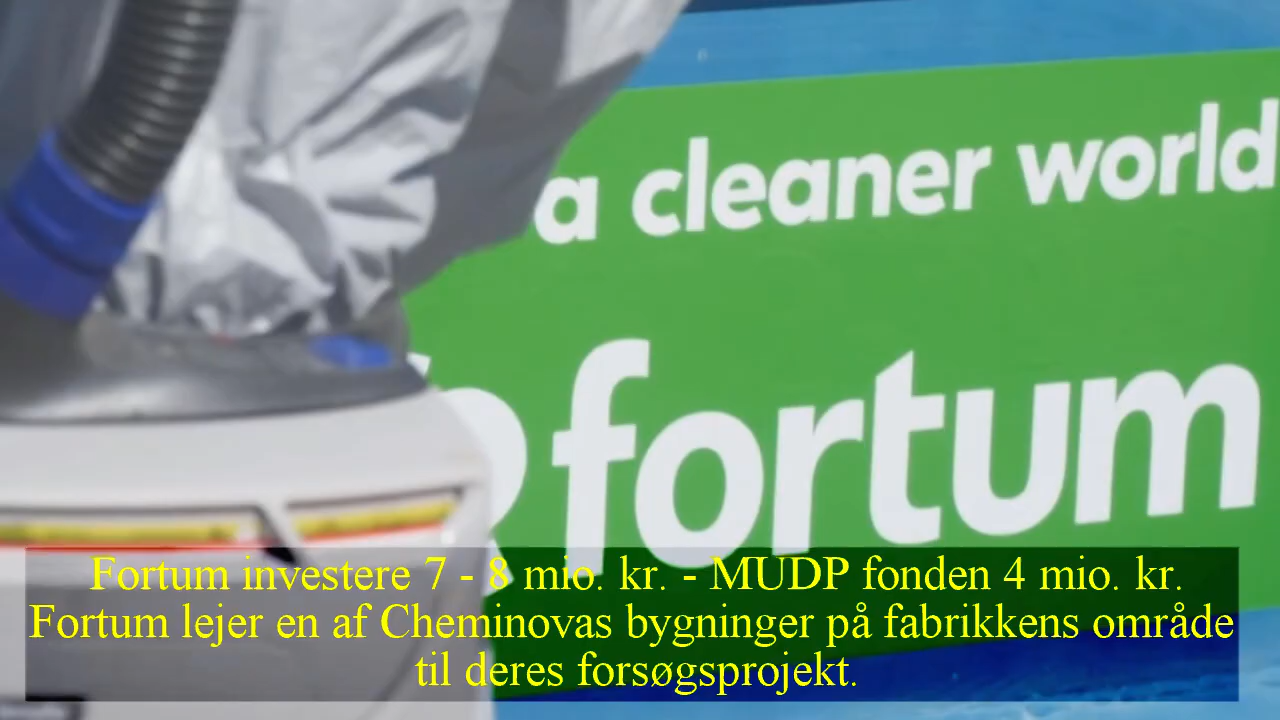 a cleaner world
fortum
Fortum investere 7 - 8 mio. kr. - MUDP fonden 4 mio. kr.
Fortum lejer en af Cheminovas bygninger på fabrikkens område
til deres forsøgsprojekt.